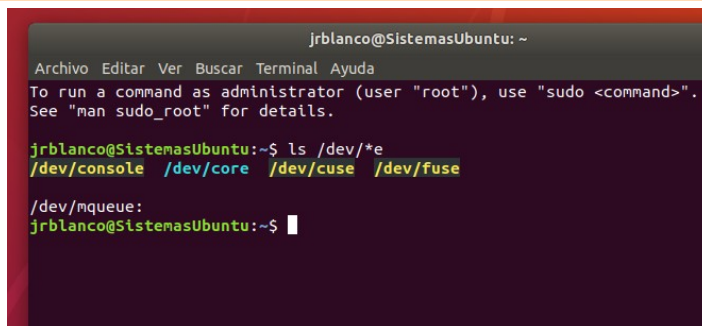 jrblanco@SistemasUbuntu: ~
Archivo Editar Ver Buscar Terminal Ayuda
To run a command as administrator (user "root"), use "sudo <command>".
See "man sudo_root" for details.
jrblanco@SistemasUbuntu:~$ ls /dev/*e
/dev/console /dev/core /dev/cuse /dev/fuse
/dev/mqueue:
jrblanco@SistemasUbuntu:~$